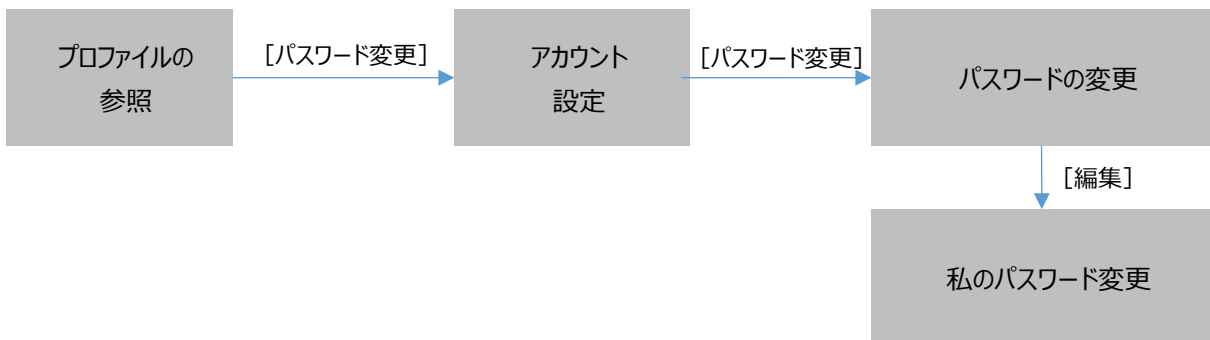 プロファイルの
参照
[パスワード変更]
アカウント
設定
[パスワード変更]
パスワードの変更
[編集]
私のパスワード変更